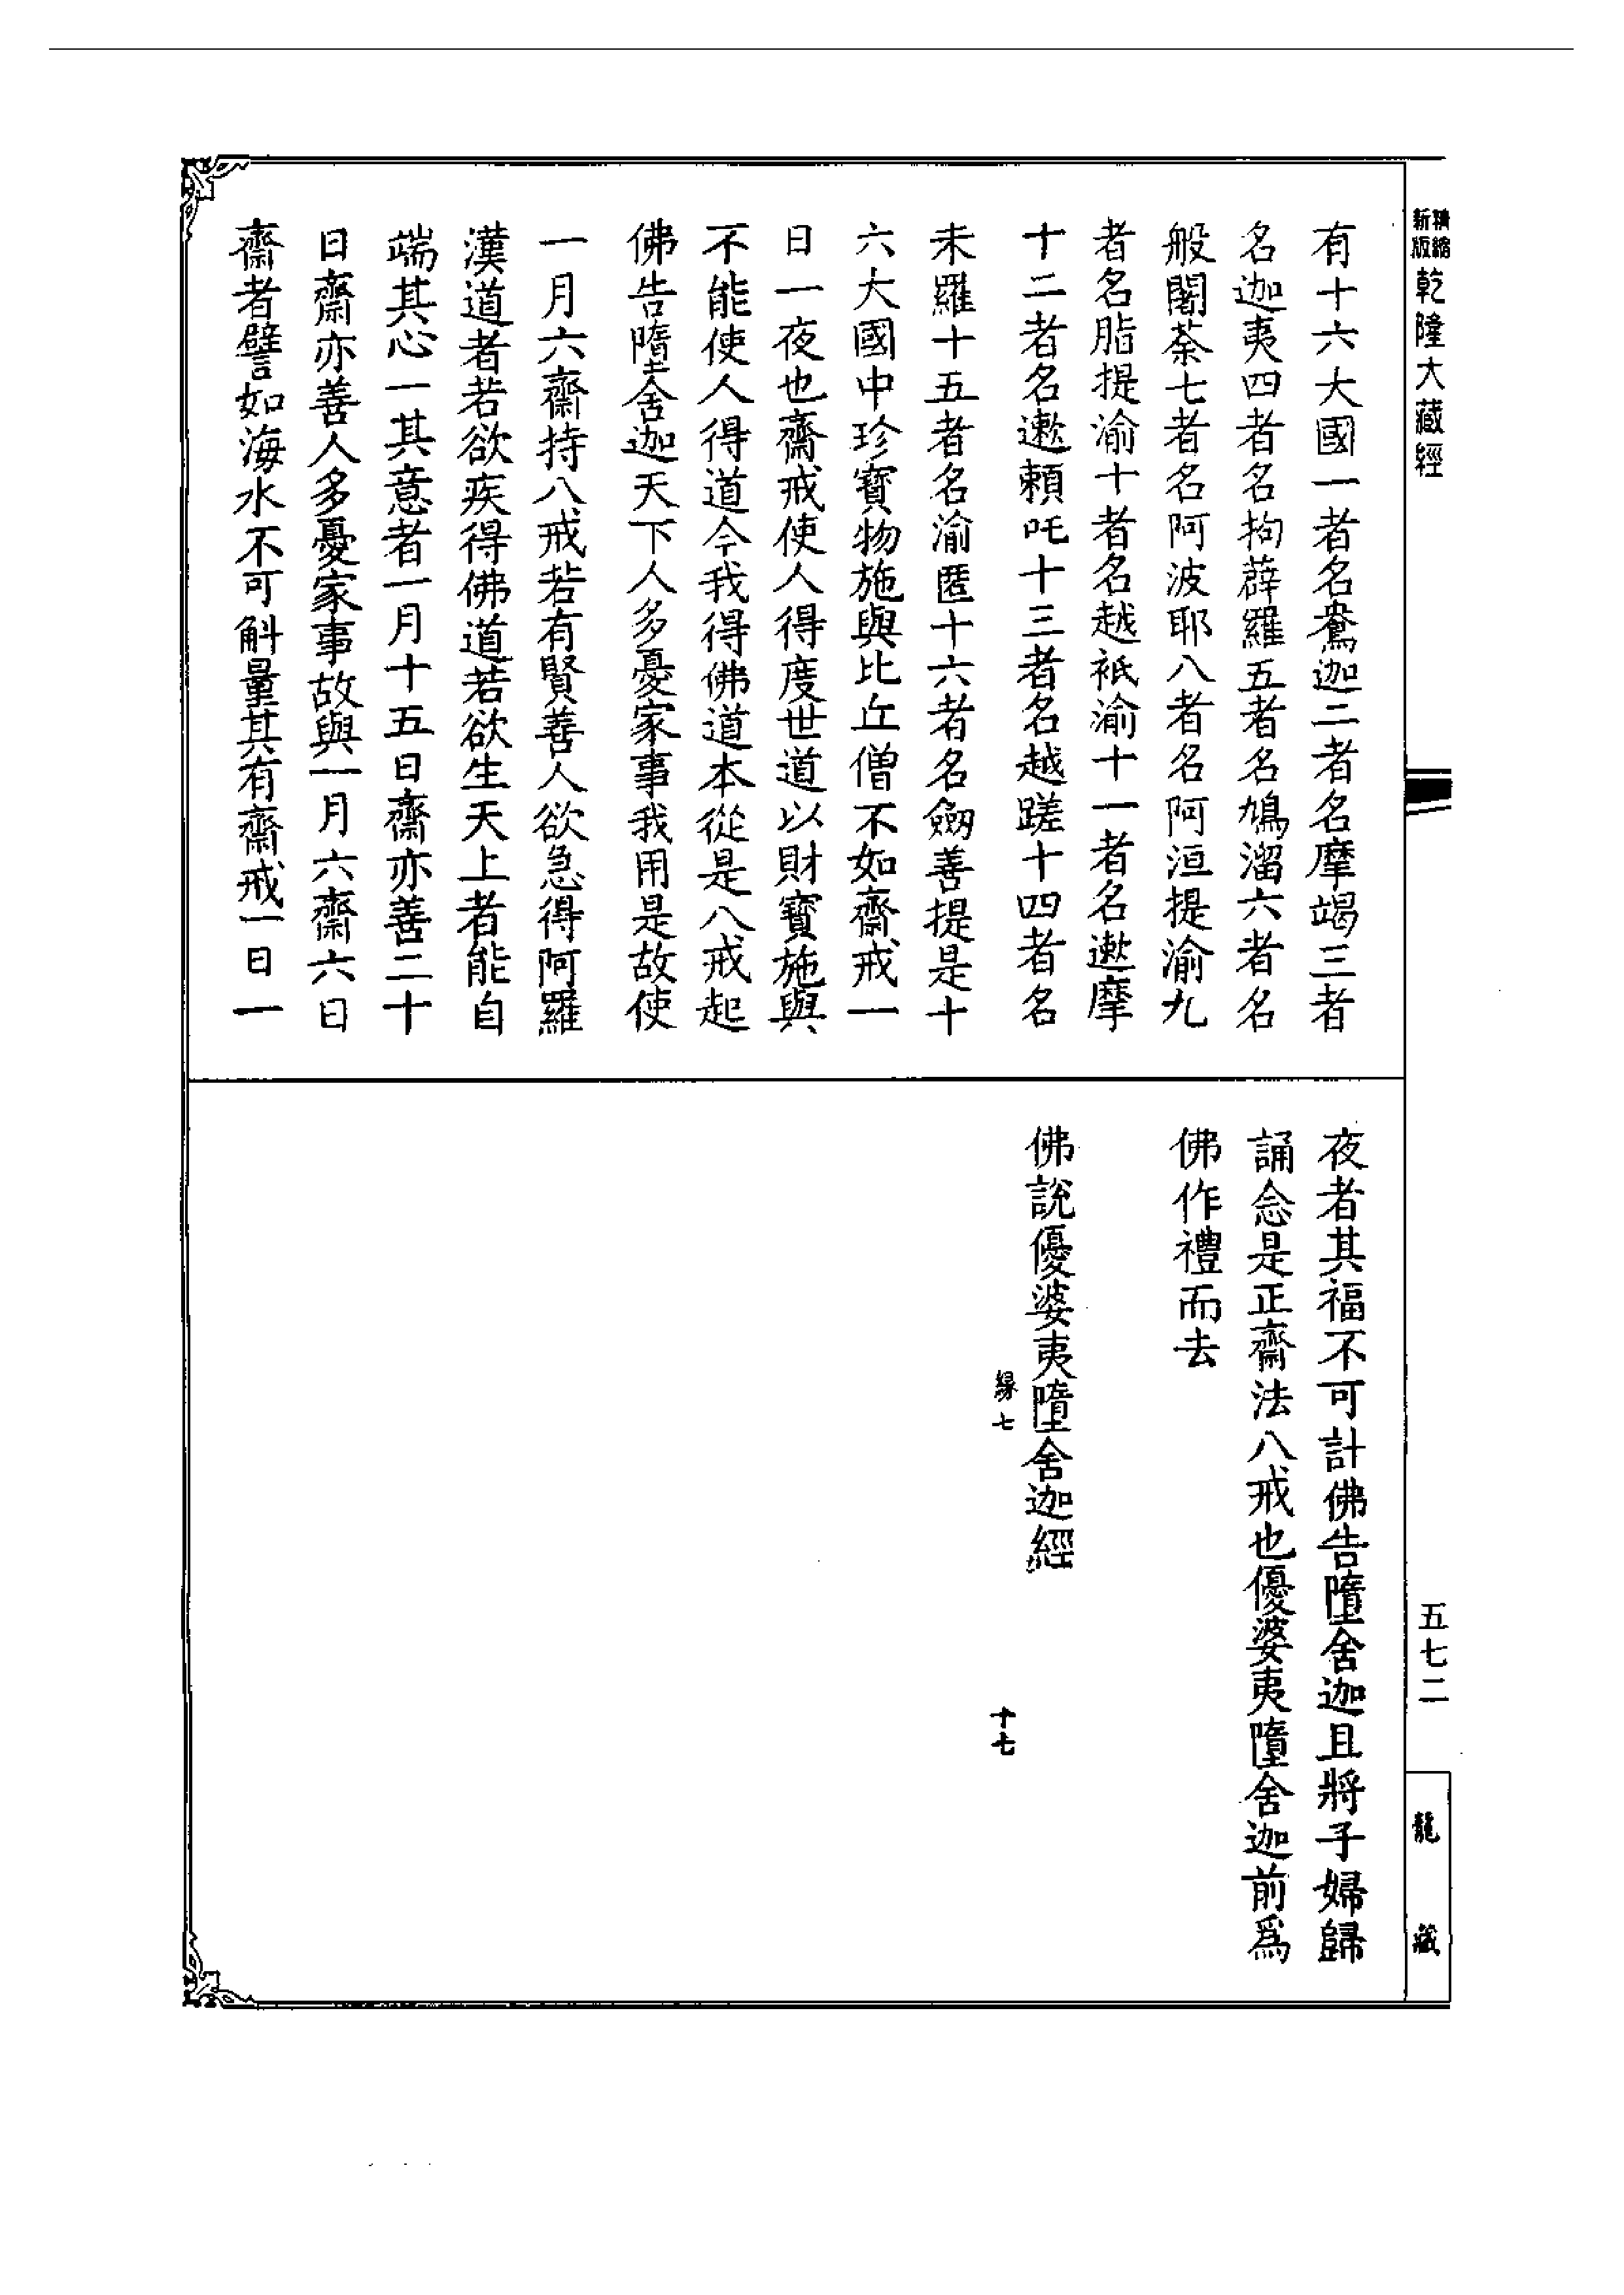 精縮新版乾隆大藏經
五七二
龍藏
有十六大國一者名鴦迦二者名摩竭三者
名迦夷四者名拘薜羅五者名鳩溜六者名
般闍荼七者名阿波耶八者名阿洹提渝九
者名脂提渝十者名越祇渝十一者名遬摩
十二者名遬賴吒十三者名越蹉十四者名
末羅十五者名渝匿十六者名劒善提是十
六大國中珍寶物施與比丘僧不如齋戒一
日一夜也齋戒使人得度世道以財寶施與
不能使人得道今我得佛道本從是八戒起
佛告墮舍迦天下人多憂家事我用是故使
一月六齋持八戒若有賢善人欲急得阿羅
漢道者若欲疾得佛道若欲生天上者能自
端其心一其意者一月十五日齋亦善二十
日齋亦善人多憂家事故與一月六齋六日
齋者譬如海水不可斛量其有齋戒一日一
夜者其福不可計佛告墮舍迦且將子婦歸
誦念是正齋法八戒也優婆夷墮舍迦前爲
佛作禮而去
佛說優婆夷墮舍迦經
緣七
十七